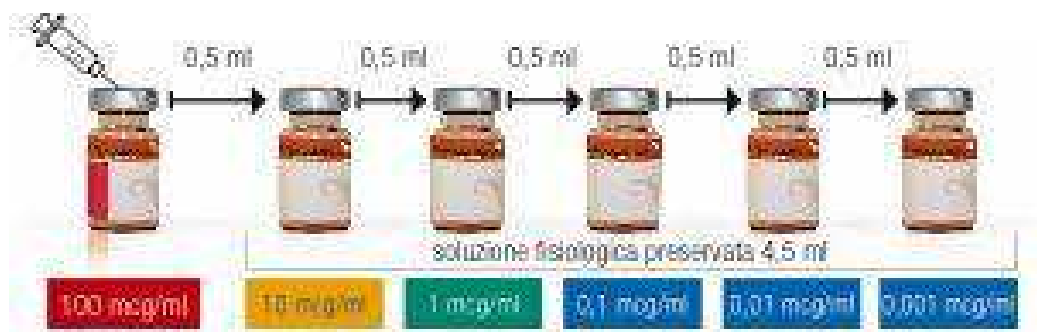 0,5 ml 0,5 ml 0,5 ml 0,5 ml 0,5 ml
soluzione fisiologica preservata 4,5 ml
100 mcg/ml 10 mcg/ml 1 mcg/ml 0,1 mcg/ml 0,01 mcg/ml 0,001 mcg/ml